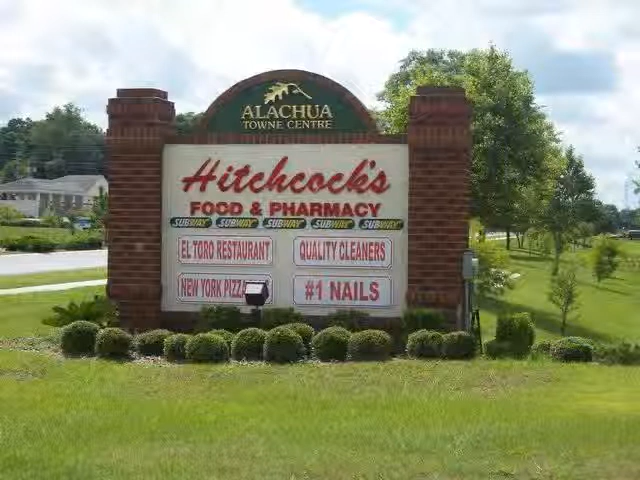 ALACHUA
TOWNE CENTRE
Hitchcock's
FOOD & PHARMACY
SUBWAY SUBWAY SUBWAY SUBWAY SUBWAY
EL TORO RESTAURANT
QUALITY CLEANERS
NEW YORK PIZZ
#1 NAILS